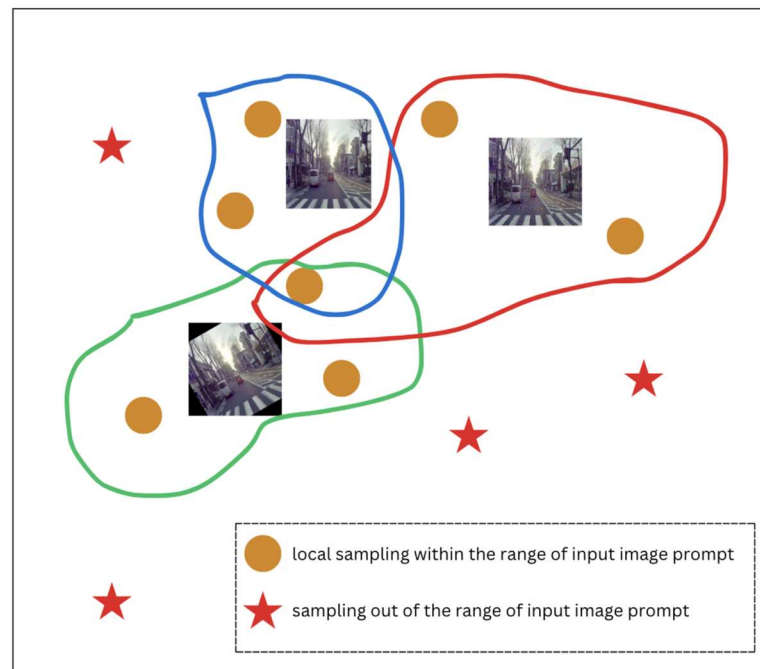 local sampling within the range of input image prompt
sampling out of the range of input image prompt